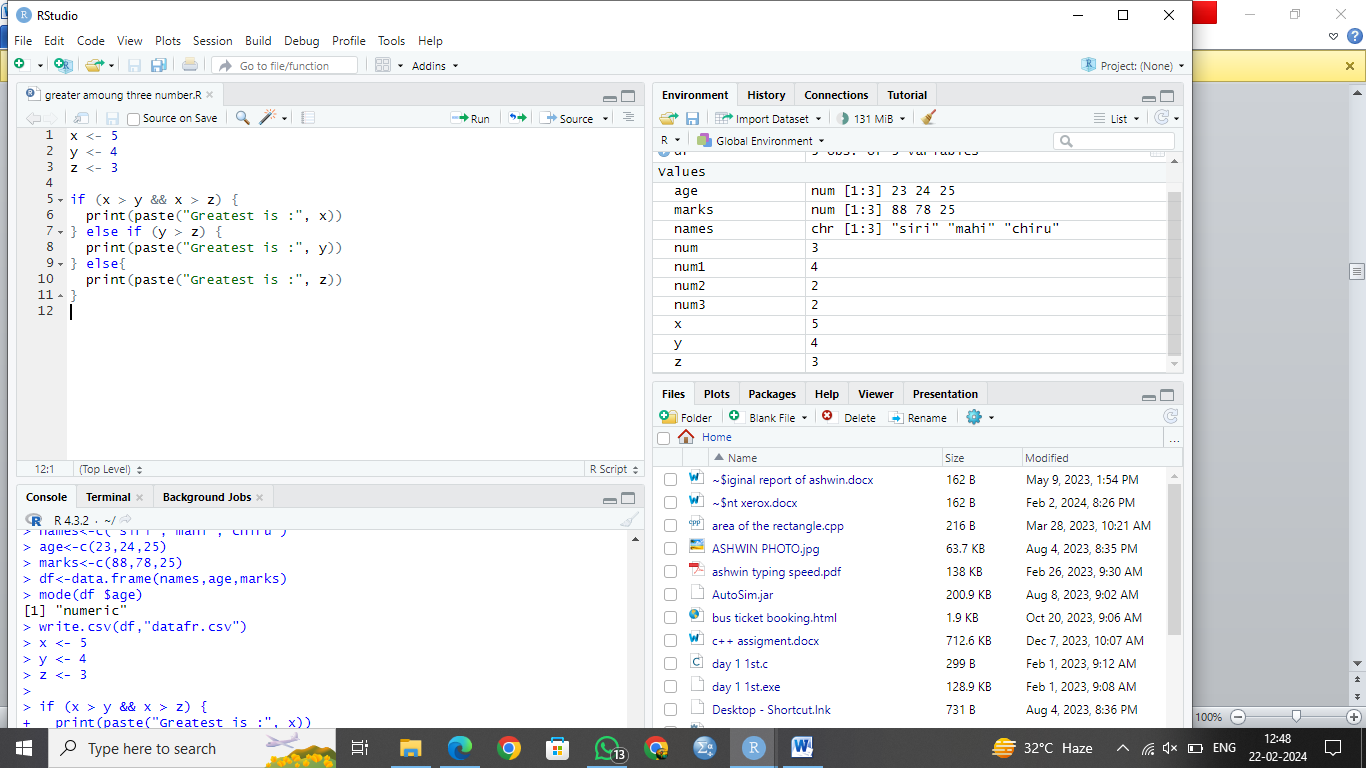 RStudio
File Edit Code View Plots Session Build Debug Profile Tools Help
Go to file/function Addins Project: (None)
greater amoung three number.R
Source on Save Run Source
1 x <- 5
2 y <- 4
3 z <- 3
4
5 if (x > y && x > z) {
6 print(paste("Greatest is :", x))
7 } else if (y > z) {
8 print(paste("Greatest is :", y))
9 } else{
10 print(paste("Greatest is :", z))
11 }
12
12:1 (Top Level) R Script
Console Terminal Background Jobs
R 4.3.2 · ~/
> names<-c("siri","mahi","chiru")
> age<-c(23,24,25)
> marks<-c(88,78,25)
> df<-data.frame(names,age,marks)
> mode(df $age)
[1] "numeric"
> write.csv(df,"datafr.csv")
> x <- 5
> y <- 4
> z <- 3
>
> if (x > y && x > z) {
+ print(paste("Greatest is :", x))
Environment History Connections Tutorial
Import Dataset 131 MiB List
R Global Environment
df 3 obs. of 3 variables
Values
age num [1:3] 23 24 25
marks num [1:3] 88 78 25
names chr [1:3] "siri" "mahi" "chiru"
num 3
num1 4
num2 2
num3 2
x 5
y 4
z 3
Files Plots Packages Help Viewer Presentation
Folder Blank File Delete Rename
Home ...
Name Size Modified
~$iginal report of ashwin.docx 162 B May 9, 2023, 1:54 PM
~$nt xerox.docx 162 B Feb 2, 2024, 8:26 PM
area of the rectangle.cpp 216 B Mar 28, 2023, 10:21 AM
ASHWIN PHOTO.jpg 63.7 KB Aug 4, 2023, 8:35 PM
ashwin typing speed.pdf 138 KB Feb 26, 2023, 9:30 AM
AutoSim.jar 200.9 KB Aug 8, 2023, 9:02 AM
bus ticket booking.html 1.9 KB Oct 20, 2023, 9:06 AM
c++ assigment.docx 712.6 KB Dec 7, 2023, 10:07 AM
day 1 1st.c 299 B Feb 1, 2023, 9:12 AM
day 1 1st.exe 128.9 KB Feb 1, 2023, 9:08 AM
Desktop - Shortcut.lnk 731 B Aug 4, 2023, 8:36 PM
100%
Type here to search 13 32°C Haze ENG 12:48
22-02-2024